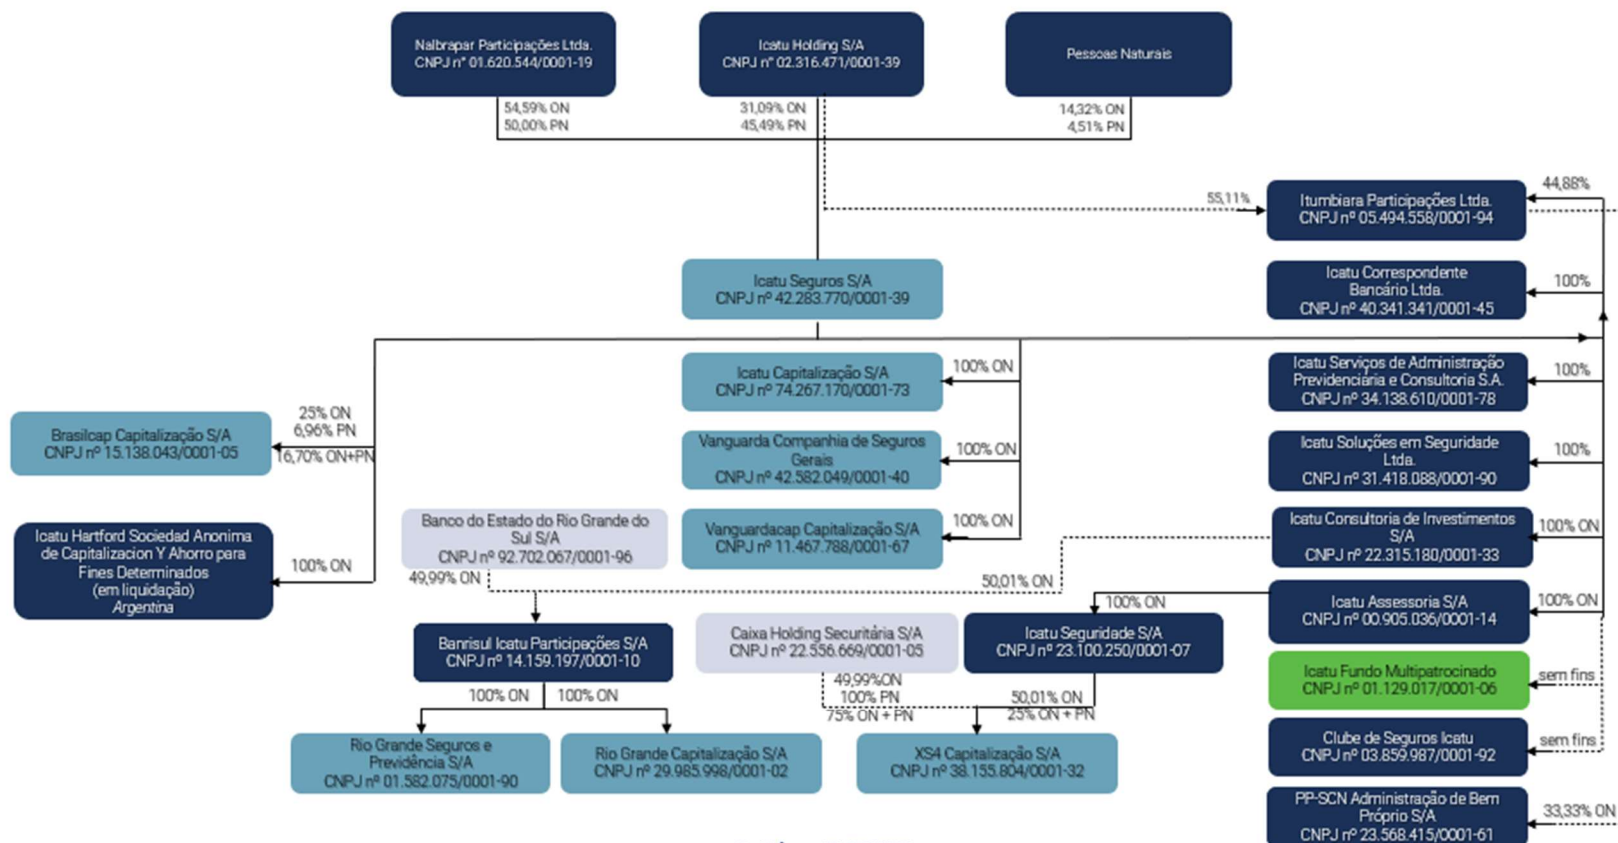 Nalbrapar Participações Ltda.
CNPJ n° 01.620.544/0001-19
Icatu Holding S/A
CNPJ n° 02.316.471/0001-39
Pessoas Naturais
54,59% ON
50,00% PN
31,09% ON
45,49% PN
14,32% ON
4,51% PN
55,11%
Itumbiara Participações Ltda.
CNPJ nº 05.494.558/0001-94
44,88%
Icatu Seguros S/A
CNPJ nº 42.283.770/0001-39
Icatu Correspondente
Bancário Ltda.
CNPJ nº 40.341.341/0001-45
100%
Icatu Capitalização S/A
CNPJ nº 74.267.170/0001-73
100% ON
Icatu Serviços de Administração
Previdenciária e Consultoria S.A.
CNPJ nº 34.138.610/0001-78
100%
Brasilcap Capitalização S/A
CNPJ nº 15.138.043/0001-05
25% ON
6,96% PN
16,70% ON+PN
Vanguarda Companhia de Seguros
Gerais
CNPJ nº 42.582.049/0001-40
100% ON
Icatu Soluções em Seguridade
Ltda.
CNPJ nº 31.418.088/0001-90
100%
Icatu Hartford Sociedad Anonima
de Capitalizacion Y Ahorro para
Fines Determinados
(em liquidação)
Argentina
100% ON
Banco do Estado do Rio Grande do
Sul S/A
CNPJ nº 92.702.067/0001-96
49,99% ON
Vanguardacap Capitalização S/A
CNPJ nº 11.467.788/0001-67
100% ON
Icatu Consultoria de Investimentos
S/A
CNPJ nº 22.315.180/0001-33
100% ON
50,01% ON
Banrisul Icatu Participações S/A
CNPJ nº 14.159.197/0001-10
Caixa Holding Securitária S/A
CNPJ nº 22.556.669/0001-05
Icatu Seguridade S/A
CNPJ nº 23.100.250/0001-07
100% ON
Icatu Assessoria S/A
CNPJ nº 00.905.036/0001-14
100% ON
100% ON
100% ON
49,99%ON
100% PN
75% ON + PN
50,01% ON
25% ON + PN
Icatu Fundo Multipatrocinado
CNPJ nº 01.129.017/0001-06
sem fins
Rio Grande Seguros e
Previdência S/A
CNPJ nº 01.582.075/0001-90
Rio Grande Capitalização S/A
CNPJ nº 29.985.998/0001-02
XS4 Capitalização S/A
CNPJ nº 38.155.804/0001-32
Clube de Seguros Icatu
CNPJ nº 03.859.987/0001-92
sem fins
PP-SCN Administração de Bem
Próprio S/A
CNPJ nº 23.568.415/0001-61
33,33% ON